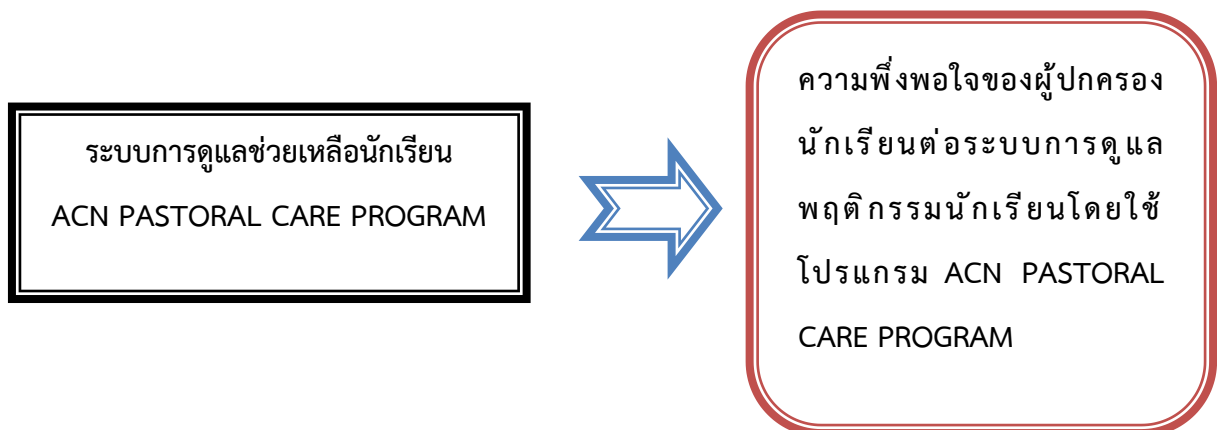 ระบบการดูแลช่วยเหลือนักเรียน
ACN PASTORAL CARE PROGRAM
ความพึ่งพอใจของผู้ปกครอง
นักเรียนต่อระบบการดูแล
พฤติกรรมนักเรียนโดยใช้
โปรแกรม ACN PASTORAL
CARE PROGRAM